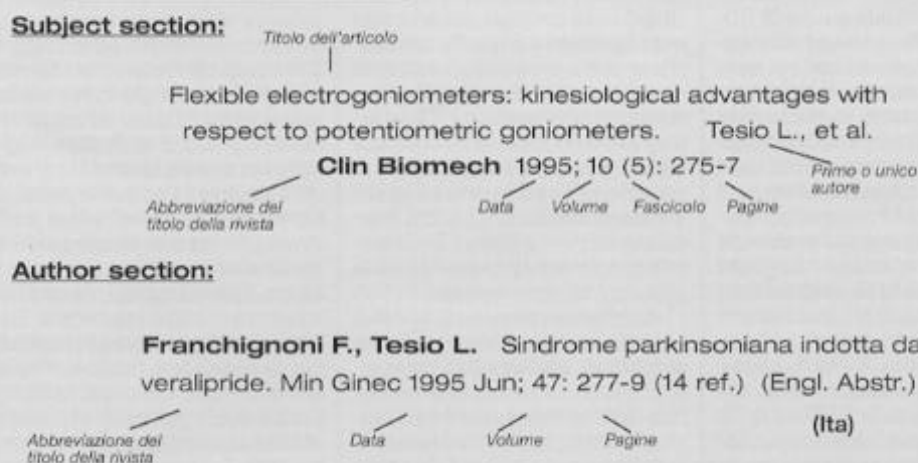 Subject section:
Titolo dell'articolo
Flexible electrogoniometers: kinesiological advantages with
respect to potentiometric goniometers. Tesio L., et al.
Clin Biomech 1995; 10 (5): 275-7
Primo o unico
autore
Abbreviazione del
titolo della rivista
Data Volume Fascicolo Pagine
Author section:
Franchignoni F., Tesio L. Sindrome parkinsoniana indotta da
veralipride. Min Ginec 1995 Jun; 47: 277-9 (14 ref.) (Engl. Abstr.)
(Ita)
Abbreviazione del
titolo della rivista
Data Volume Pagine